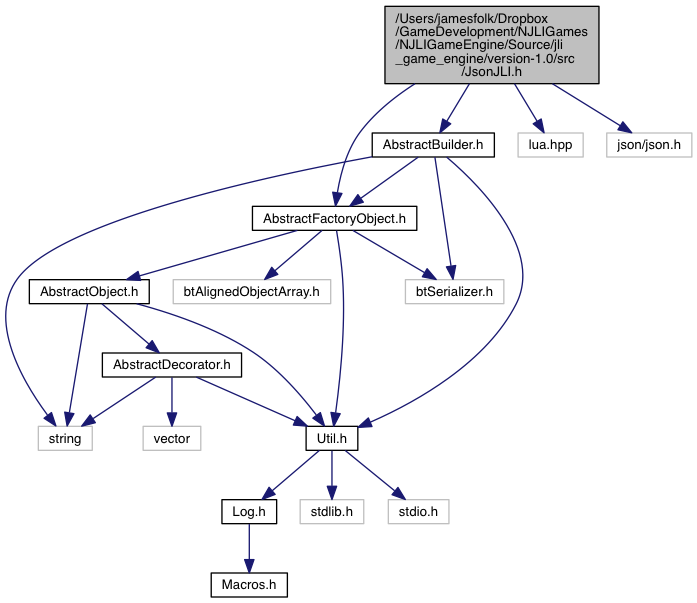 /Users/jamesfolk/Dropbox
/GameDevelopment/NJLIGames
/NJLIGameEngine/Source/jli
_game_engine/version-1.0/src
/JsonJLI.h
AbstractBuilder.h
lua.hpp
json/json.h
AbstractFactoryObject.h
AbstractObject.h
btAlignedObjectArray.h
btSerializer.h
AbstractDecorator.h
string
vector
Util.h
Log.h
stdlib.h
stdio.h
Macros.h